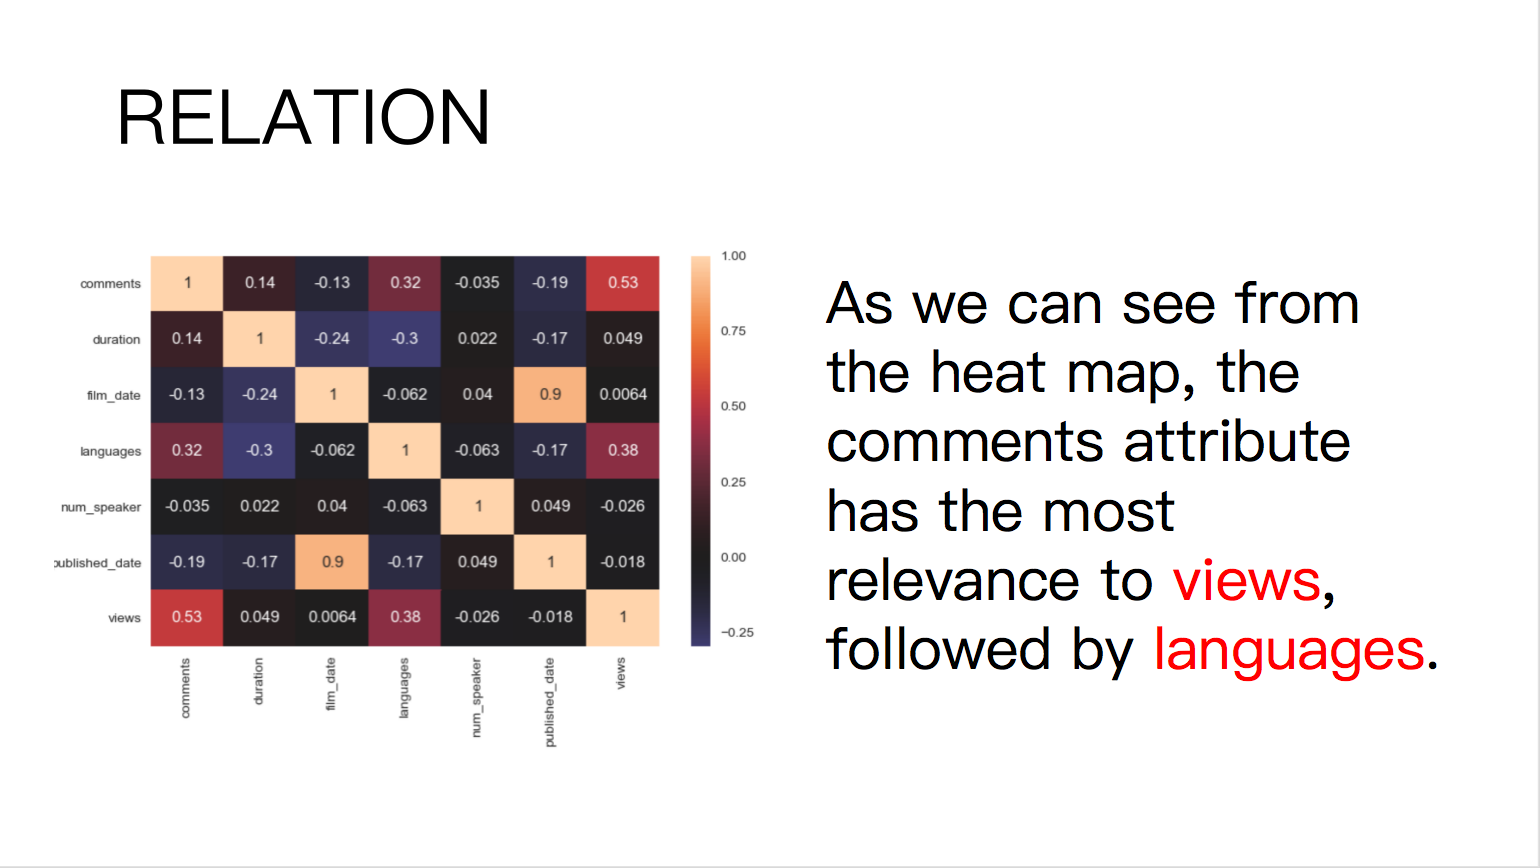 RELATION
comments 1 0.14 -0.13 0.32 -0.035 -0.19 0.53
duration 0.14 1 -0.24 -0.3 0.022 -0.17 0.049
film_date -0.13 -0.24 1 -0.062 0.04 0.9 0.0064
languages 0.32 -0.3 -0.062 1 -0.063 -0.17 0.38
num_speaker -0.035 0.022 0.04 -0.063 1 0.049 -0.026
ublished_date -0.19 -0.17 0.9 -0.17 0.049 1 -0.018
views 0.53 0.049 0.0064 0.38 -0.026 -0.018 1
comments duration film_date languages num_speaker published_date views
1.00
0.75
0.50
0.25
0.00
−0.25
As we can see from
the heat map, the
comments attribute
has the most
relevance to views,
followed by languages.